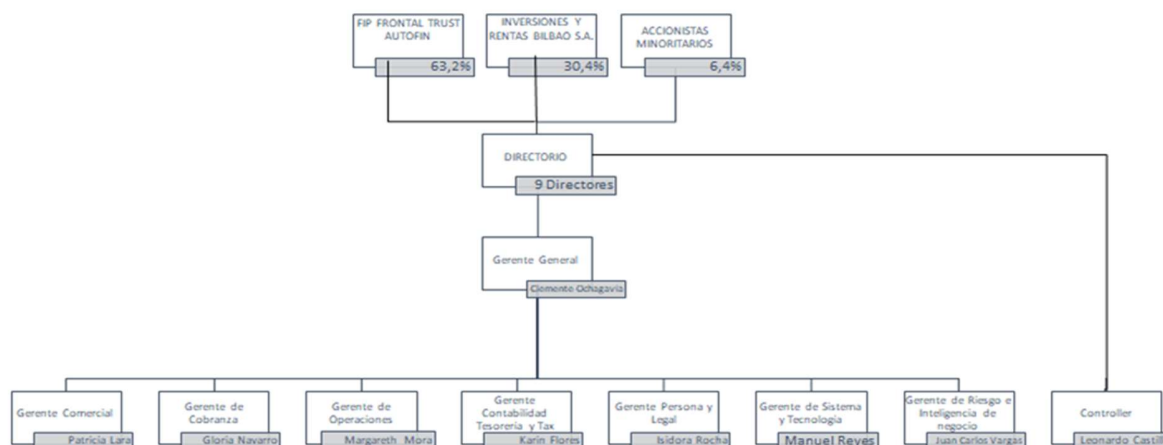 FIP FRONTAL TRUST
AUTOFIN
63,2%
INVERSIONES Y
RENTAS BILBAO S.A.
30,4%
ACCIONISTAS
MINORITARIOS
6,4%
DIRECTORIO
9 Directores
Gerente General
Clemente Ochagavía
Gerente Comercial
Patricia Lara
Gerente de
Cobranza
Gloria Navarro
Gerente de
Operaciones
Margareth Mora
Gerente
Contabilidad
Tesorería y Tax
Karin Flores
Gerente Persona y
Legal
Isidora Rocha
Gerente de Sistema
y Tecnología
Manuel Reyes
Gerente de Riesgo e
Inteligencia de
negocio
Juan Carlos Vargas
Controller
Leonardo